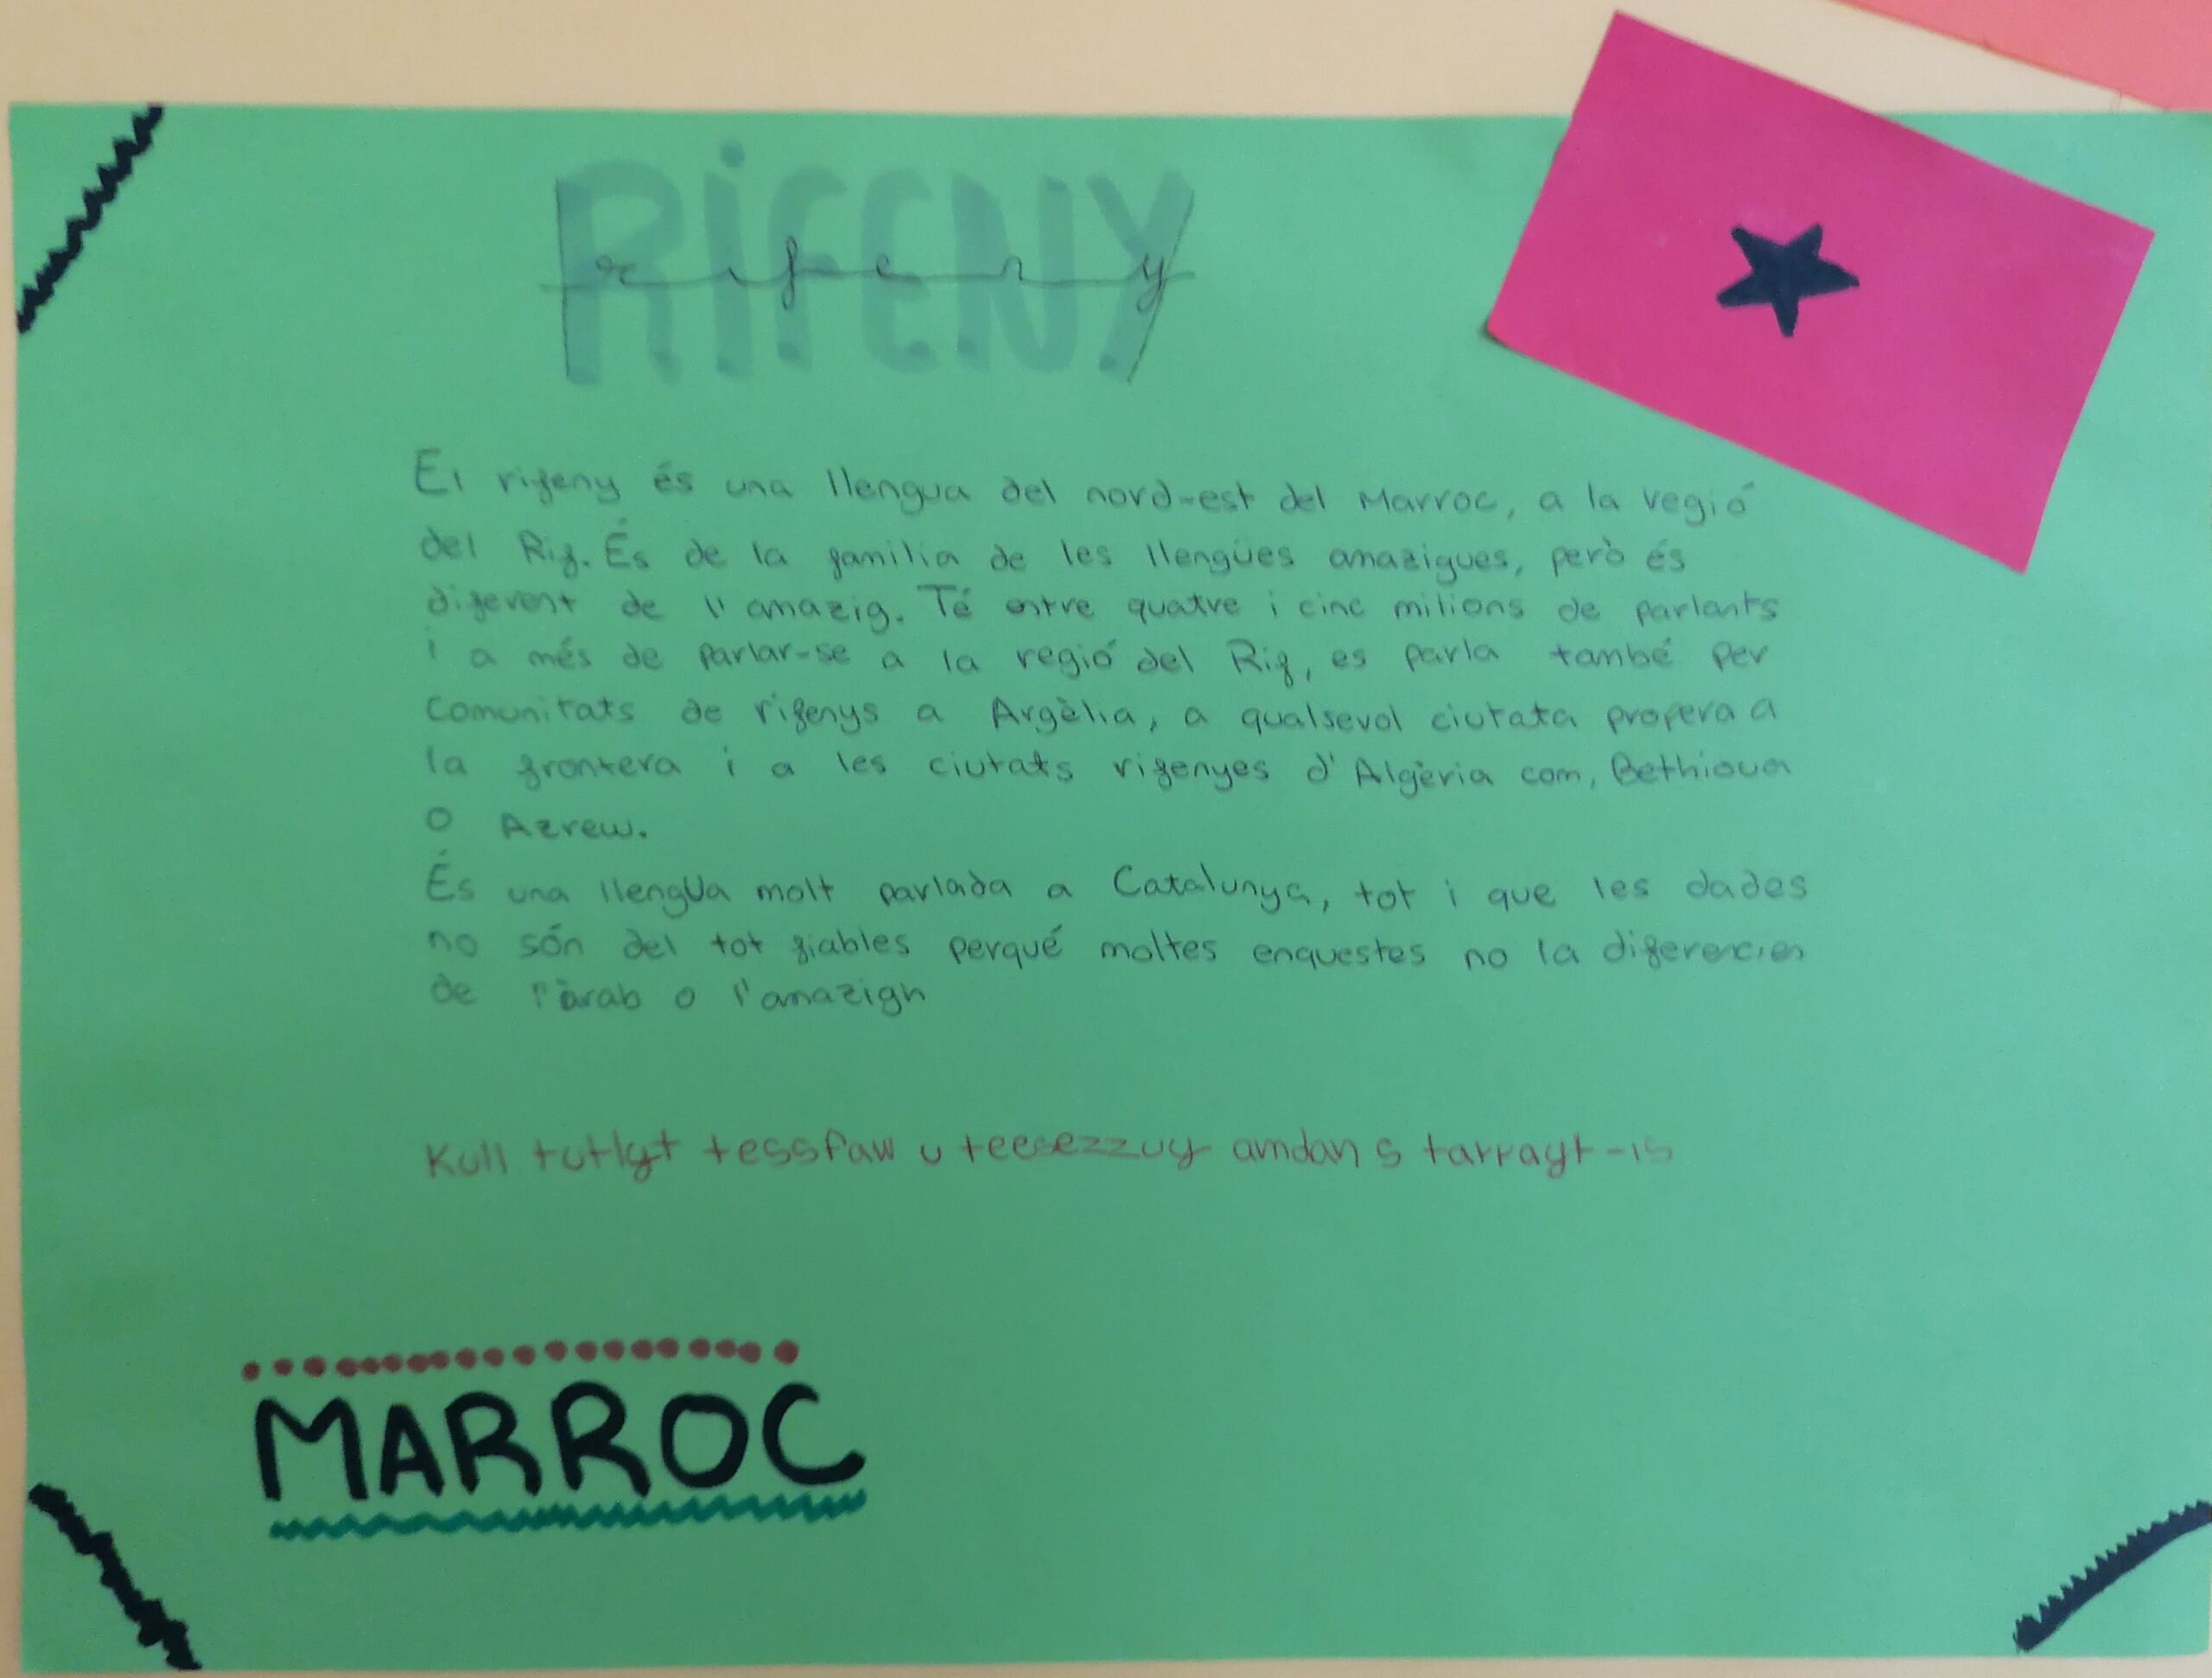 RIFENY
rifeny
El rifeny és una llengua del nord-est del Marroc, a la regió
del Rif. És de la familia de les llengües amazigues, però és
diferent de l'amazig. Té entre quatre i cinc milions de parlants
i a més de parlar-se a la regió del Rif, es parla també per
comunitats de rifenys a Argèlia, a qualsevol ciutata propera a
la frontera i a les ciutats rifenyes d'Algèria com, Bethioua
o Azrew.
És una llengUa molt parlada a Catalunya, tot i que les dades
no són del tot fiables perqué moltes enquestes no la diferencien
de l'àrab o l'amazigh
Kull tutlyt tessfaw u amdan s tarrayt-is
MARROC